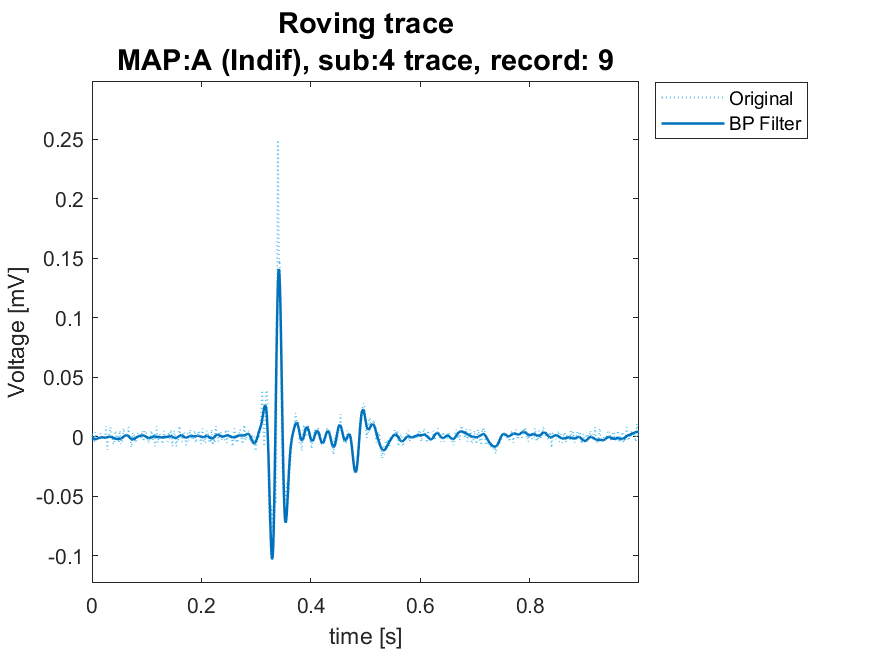 Roving trace
MAP:A (Indif), sub:4 trace, record: 9
Original
BP Filter
0.25
0.2
0.15
0.1
0.05
0
-0.05
-0.1
Voltage [mV]
0 0.2 0.4 0.6 0.8
time [s]